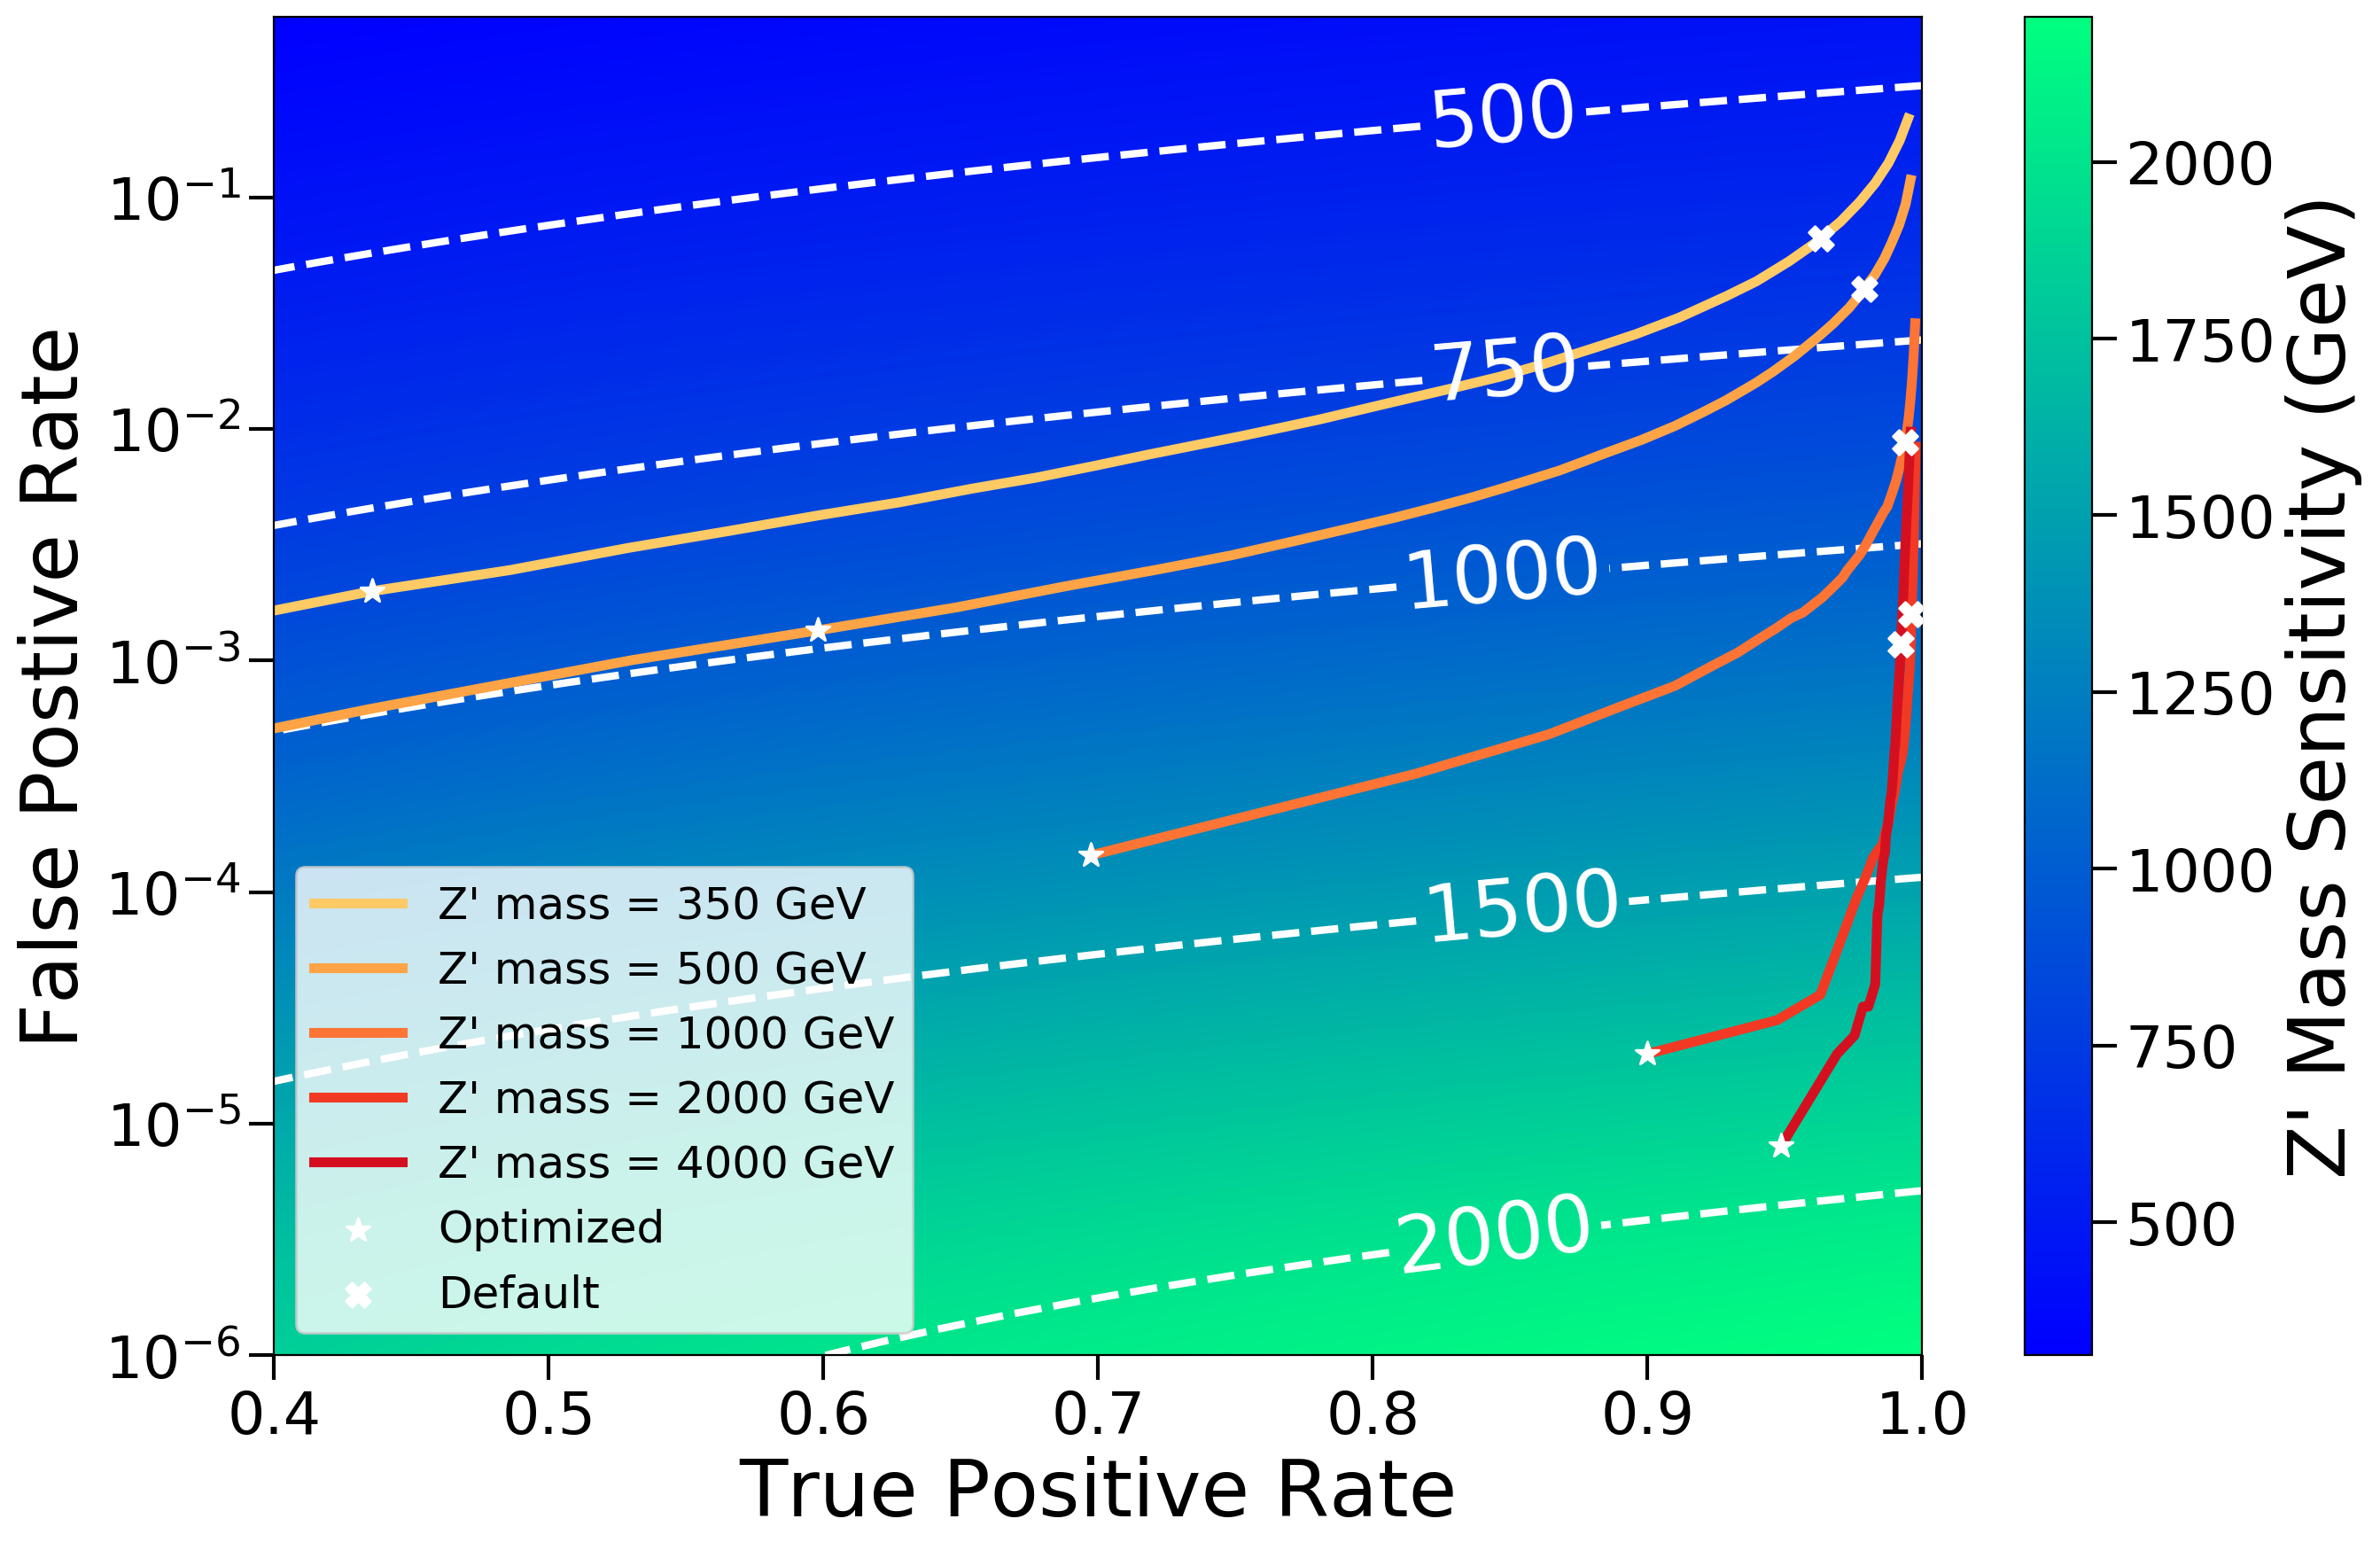 False Postive Rate
10⁻¹
10⁻²
10⁻³
10⁻⁴
10⁻⁵
10⁻⁶
500
750
1000
1500
2000
Z' mass = 350 GeV
Z' mass = 500 GeV
Z' mass = 1000 GeV
Z' mass = 2000 GeV
Z' mass = 4000 GeV
Optimized
Default
0.4 0.5 0.6 0.7 0.8 0.9 1.0
True Positive Rate
2000
1750
1500
1250
1000
750
500
Z' Mass Sensitivity (GeV)